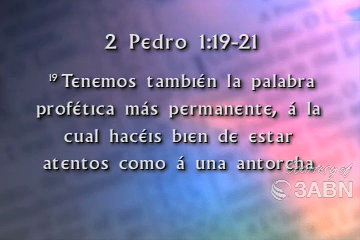 2 Pedro 1:19-21
19 Tenemos también la palabra
profética más permanente, á la
cual hacéis bien de estar
atentos como á una antorcha
3ABN